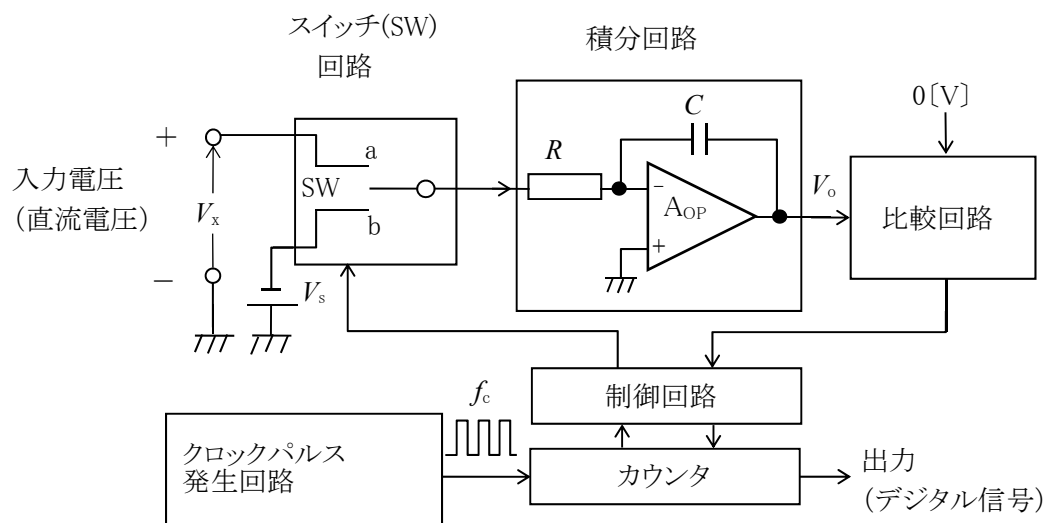 スイッチ(SW)
回路
積分回路
0〔V〕
入力電圧
(直流電圧)
+
−
Vx
a
SW
b
Vs
R
C
−
+
AOP
Vo
比較回路
制御回路
fc
クロックパルス
発生回路
カウンタ
出力
(デジタル信号)